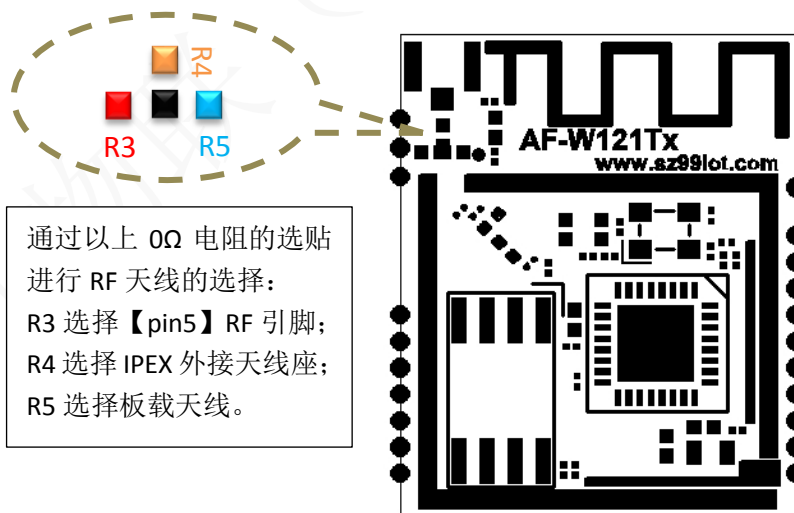 R4
R3
R5
AF-W121Tx
www.sz99iot.com
通过以上 0Ω 电阻的选贴
进行 RF 天线的选择：
R3 选择【pin5】RF 引脚；
R4 选择 IPEX 外接天线座；
R5 选择板载天线。